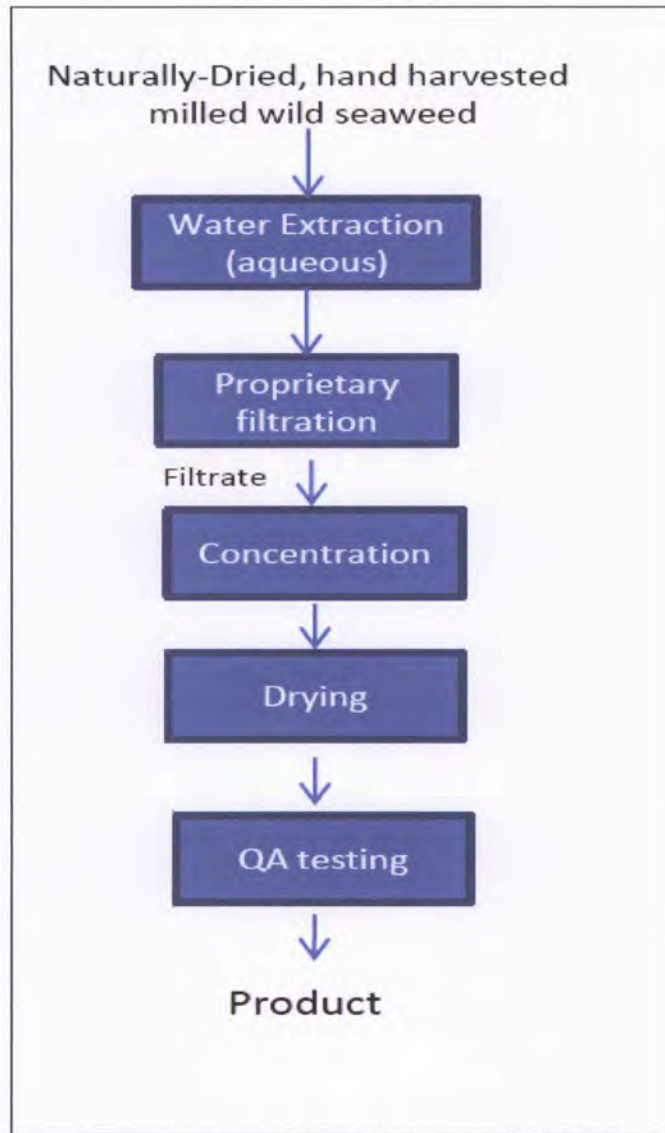 Naturally-Dried, hand harvested
milled wild seaweed
Water Extraction
(aqueous)
Proprietary
filtration
Filtrate
Concentration
Drying
QA testing
Product